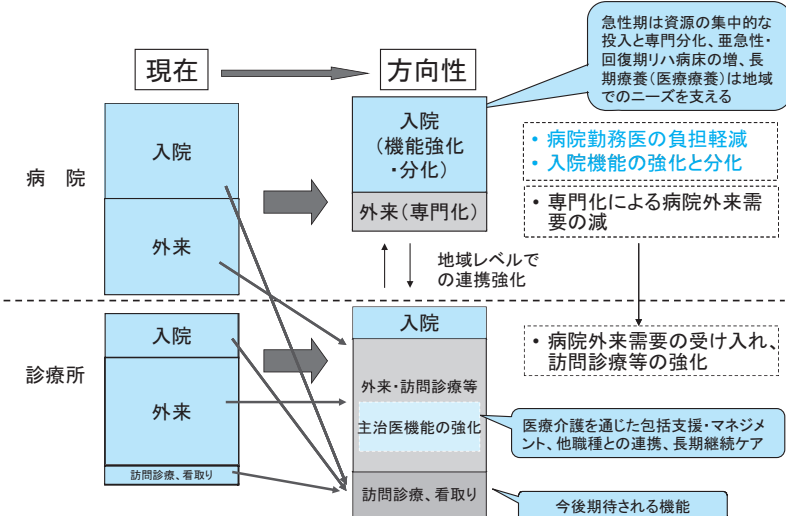 急性期は資源の集中的な
投入と専門分化、亜急性・
回復期リハ病床の増、長
期療養(医療療養)は地域
でのニーズを支える
現在
方向性
病　院
入院
外来
入院
(機能強化
・分化)
外来(専門化)
・病院勤務医の負担軽減
・入院機能の強化と分化
・専門化による病院外来需
要の減
地域レベルで
の連携強化
診療所
入院
外来
訪問診療、看取り
入院
外来・訪問診療等
主治医機能の強化
訪問診療、看取り
・病院外来需要の受け入れ、
訪問診療等の強化
医療介護を通じた包括支援・マネジメ
ント、他職種との連携、長期継続ケア
今後期待される機能